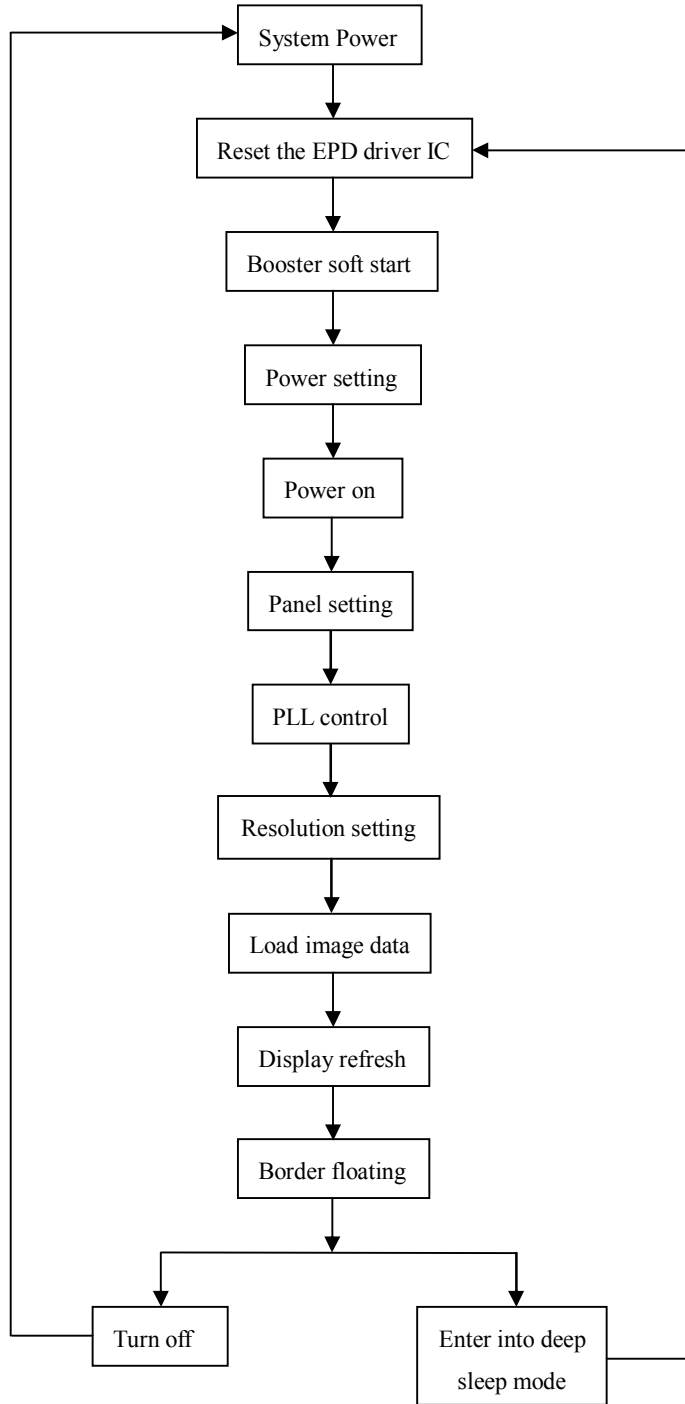 System Power
Reset the EPD driver IC
Booster soft start
Power setting
Power on
Panel setting
PLL control
Resolution setting
Load image data
Display refresh
Border floating
Turn off
Enter into deep
sleep mode